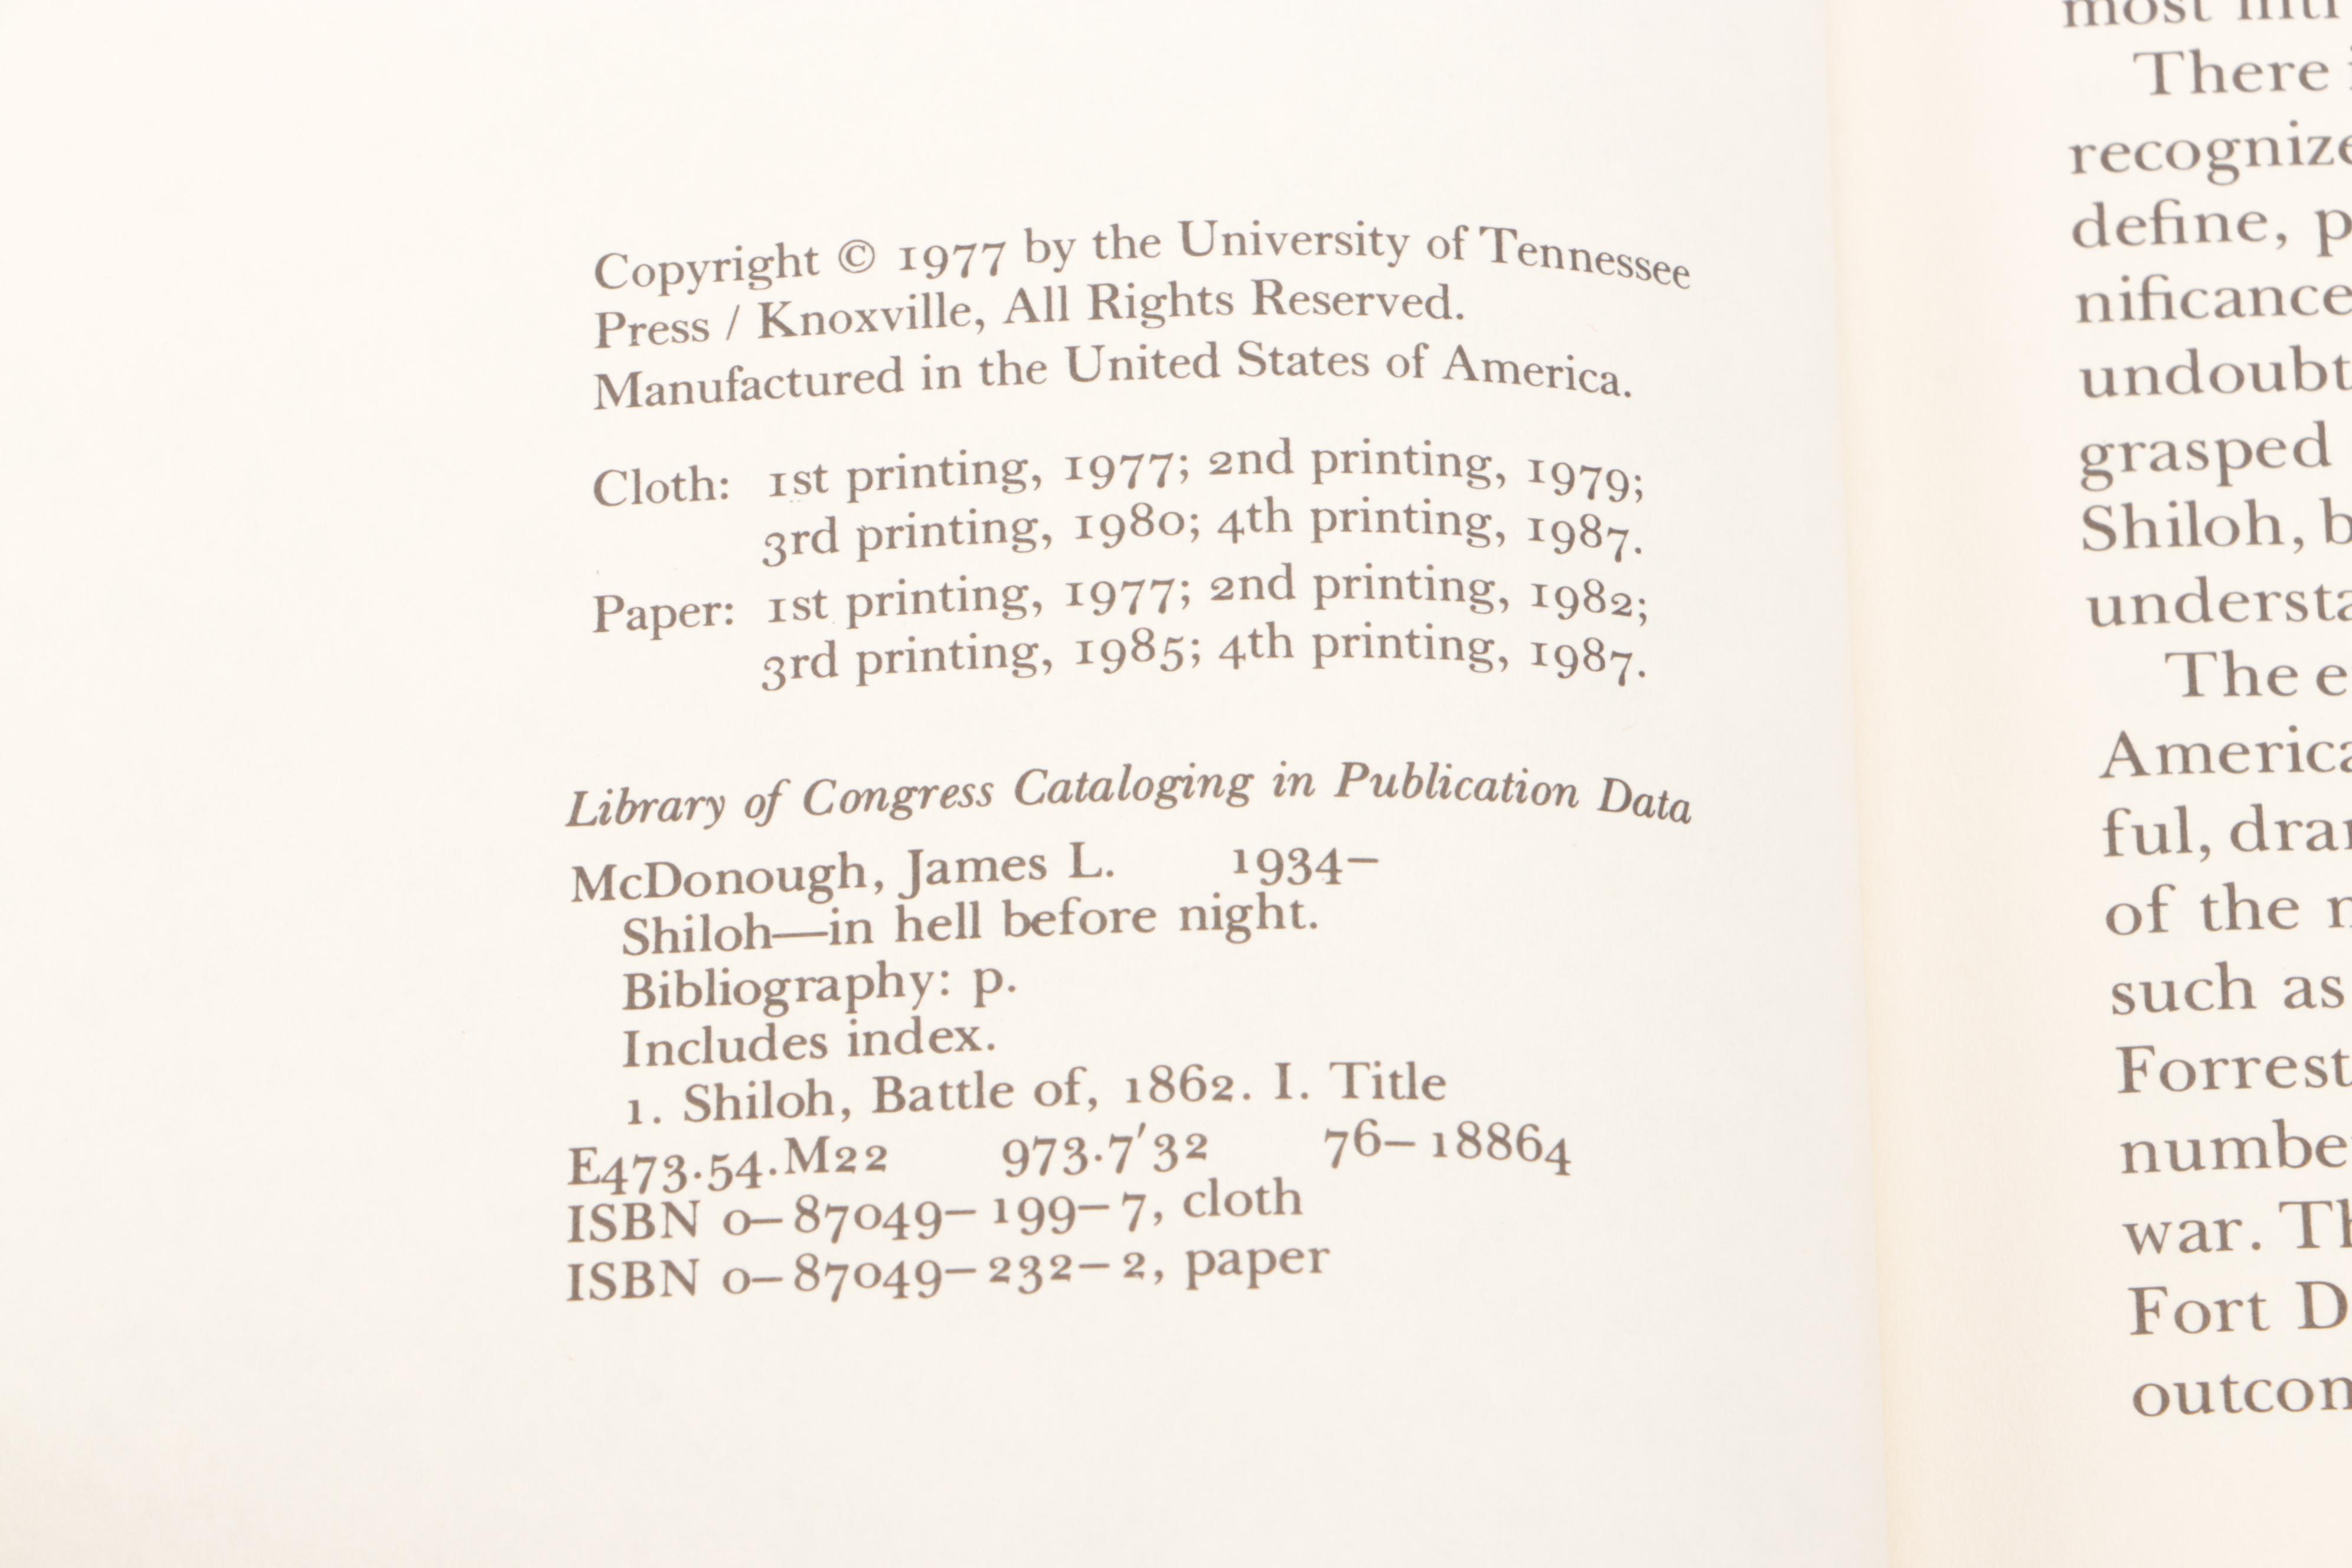 Copyright © 1977 by the University of Tennessee
Press / Knoxville, All Rights Reserved.
Manufactured in the United States of America.
Cloth: 1st printing, 1977; 2nd printing, 1979;
3rd printing, 1980; 4th printing, 1987.
Paper: 1st printing, 1977; 2nd printing, 1982;
3rd printing, 1985; 4th printing, 1987.
Library of Congress Cataloging in Publication Data
McDonough, James L. 1934–
Shiloh—in hell before night.
Bibliography: p.
Includes index.
1. Shiloh, Battle of, 1862. I. Title
E473.54.M22 973.7′32 76–18864
ISBN 0–87049–199–7, cloth
ISBN 0–87049–232–2, paper
most
There
recognize
define, p
nificance
undoubt
grasped
Shiloh, b
understa
The e
America
ful, dra
of the
such as
Forrest
numbe
war. Th
Fort D
outcom